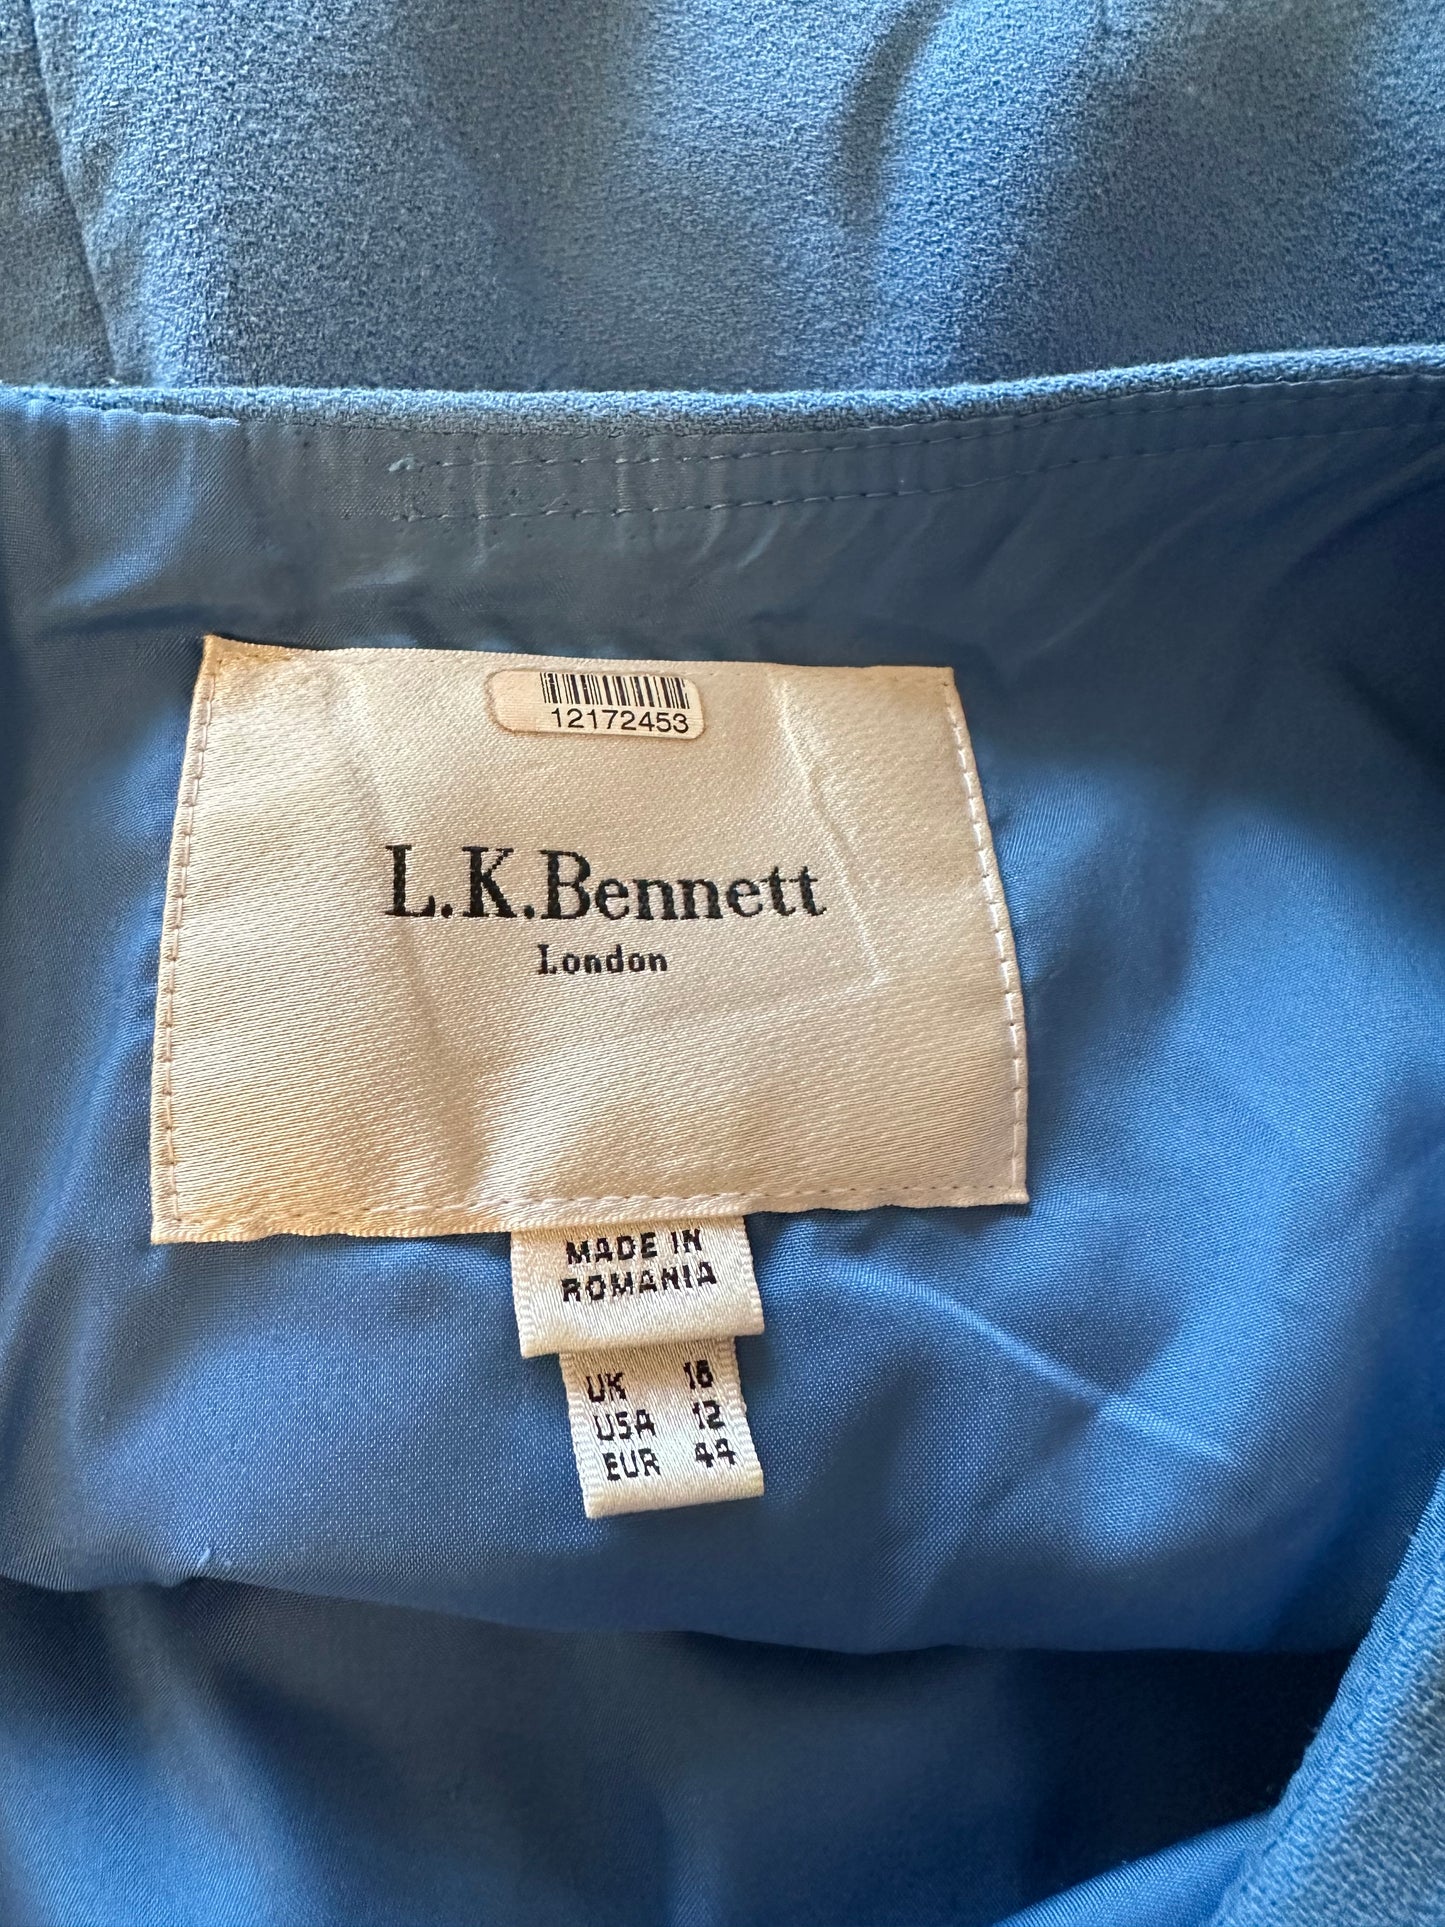 12172453
L.K.Bennett
London
MADE IN
ROMANIA
UK 16
USA 12
EUR 44